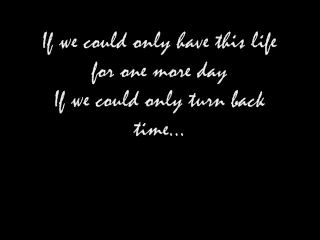 If we could only have this life
for one more day
If we could only turn back
time...